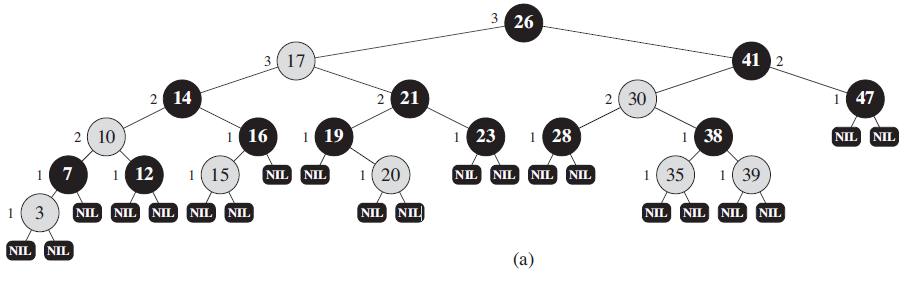 3 26
3 17 41 2
2 14 2 21 2 30 1 47
2 10 1 16 1 19 1 23 1 28 1 38 NIL NIL
1 7 1 12 1 15 NIL NIL 1 20 NIL NIL NIL NIL 1 35 1 39
1 3 NIL NIL NIL NIL NIL NIL NIL NIL NIL NIL NIL
NIL NIL
(a)